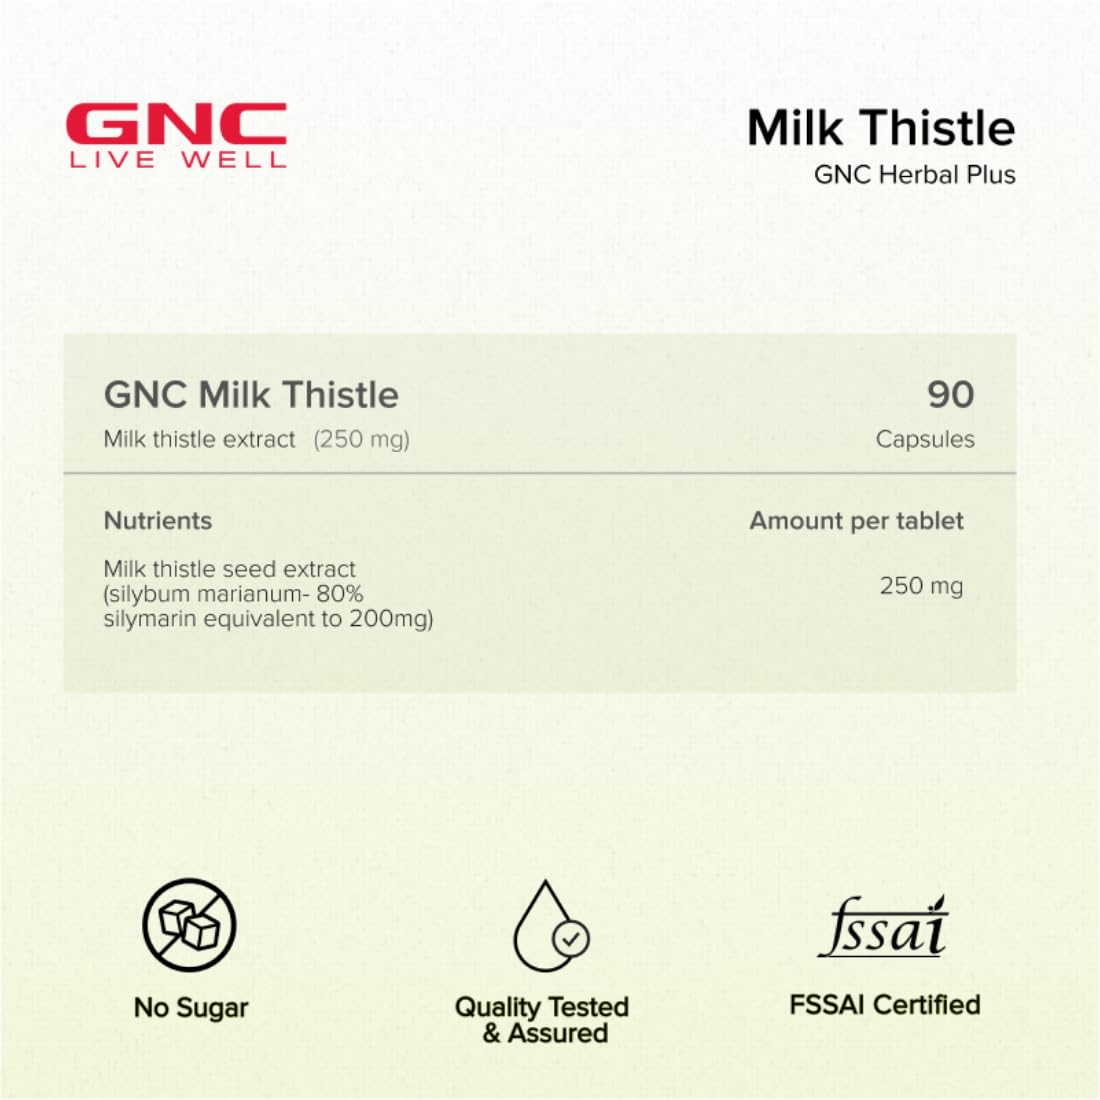 GNC
LIVE WELL
Milk Thistle
GNC Herbal Plus
GNC Milk Thistle
90
Milk thistle extract (250 mg)
Capsules
Nutrients
Amount per tablet
Milk thistle seed extract
(silybum marianum- 80%
silymarin equivalent to 200mg)
250 mg
fssai
No Sugar
Quality Tested
& Assured
FSSAI Certified